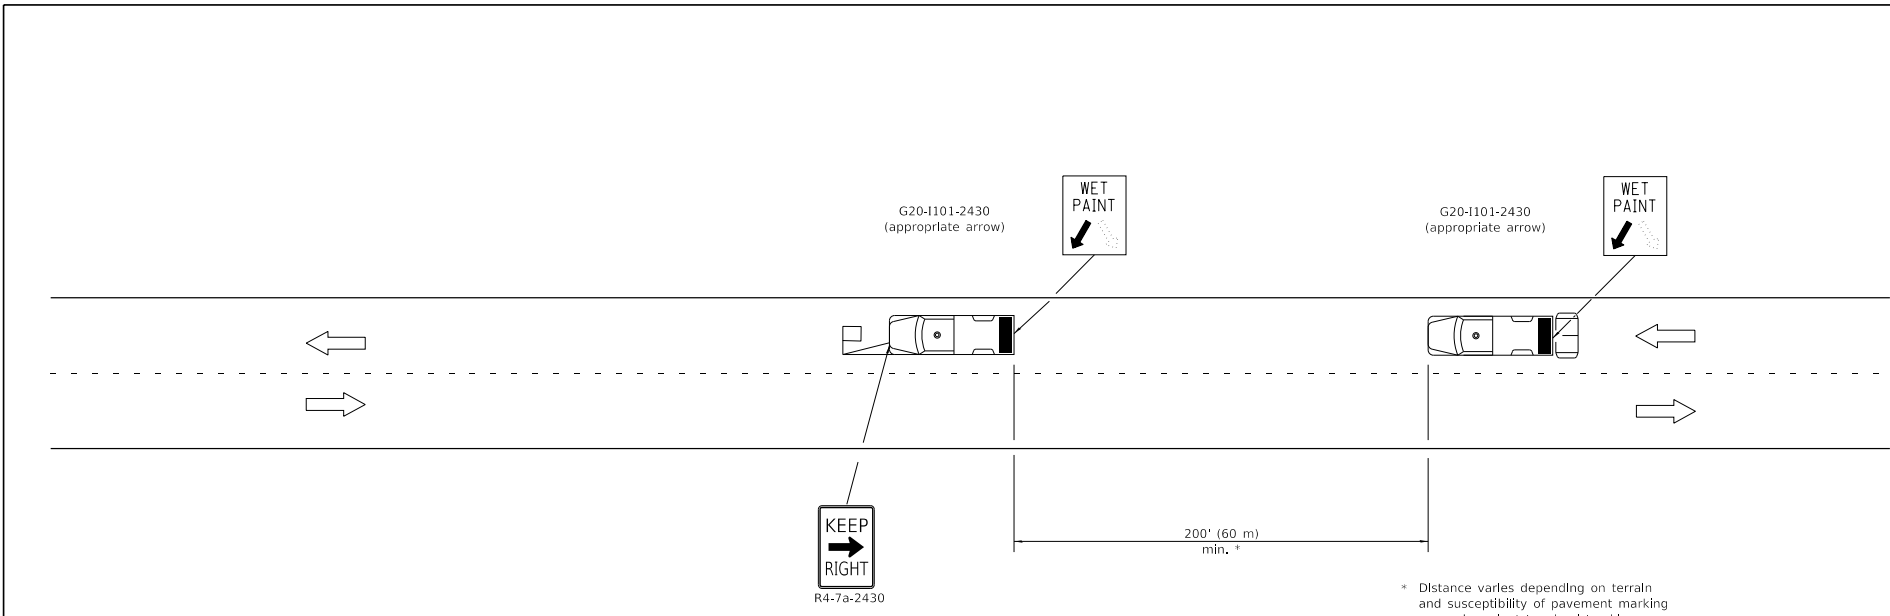 WET
PAINT
G20-I101-2430
(appropriate arrow)
WET
PAINT
G20-I101-2430
(appropriate arrow)
KEEP
RIGHT
R4-7a-2430
200' (60 m)
min. *
* Distance varies depending on terrain
and susceptibility of pavement marking